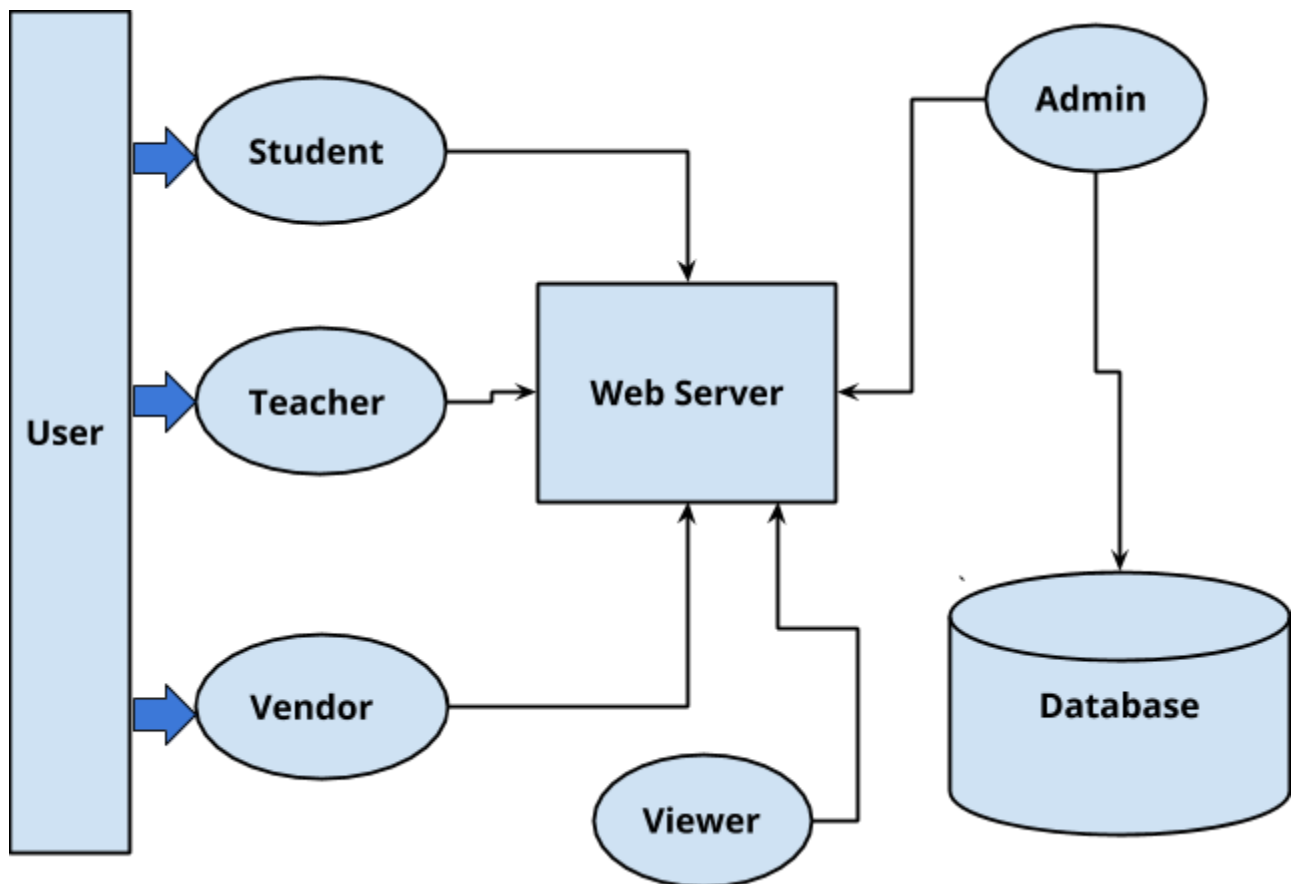 Admin
Student
Web Server
Teacher
User
Vendor
Database
Viewer